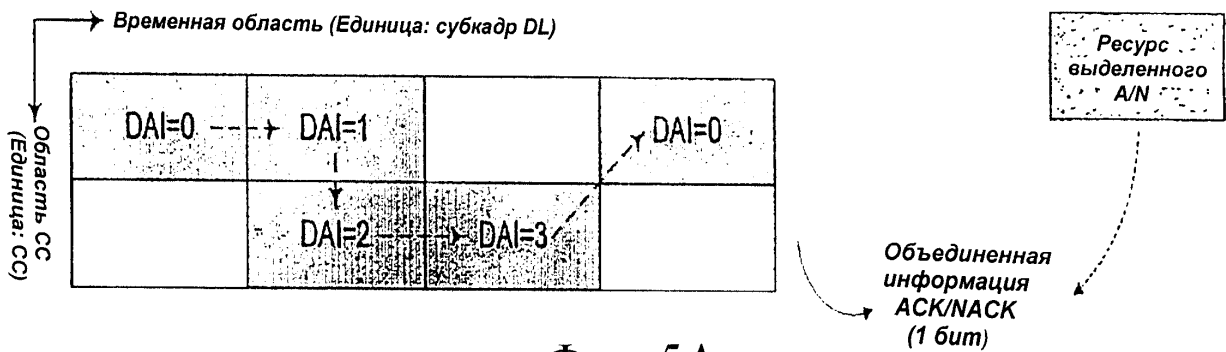 Временная область (Единица: субкадр DL)
Область CC
(Единица: CC)
DAI=0
DAI=1
DAI=0
DAI=2
DAI=3
Ресурс
выделенного
A/N
Объединенная
информация
ACK/NACK
(1 бит)